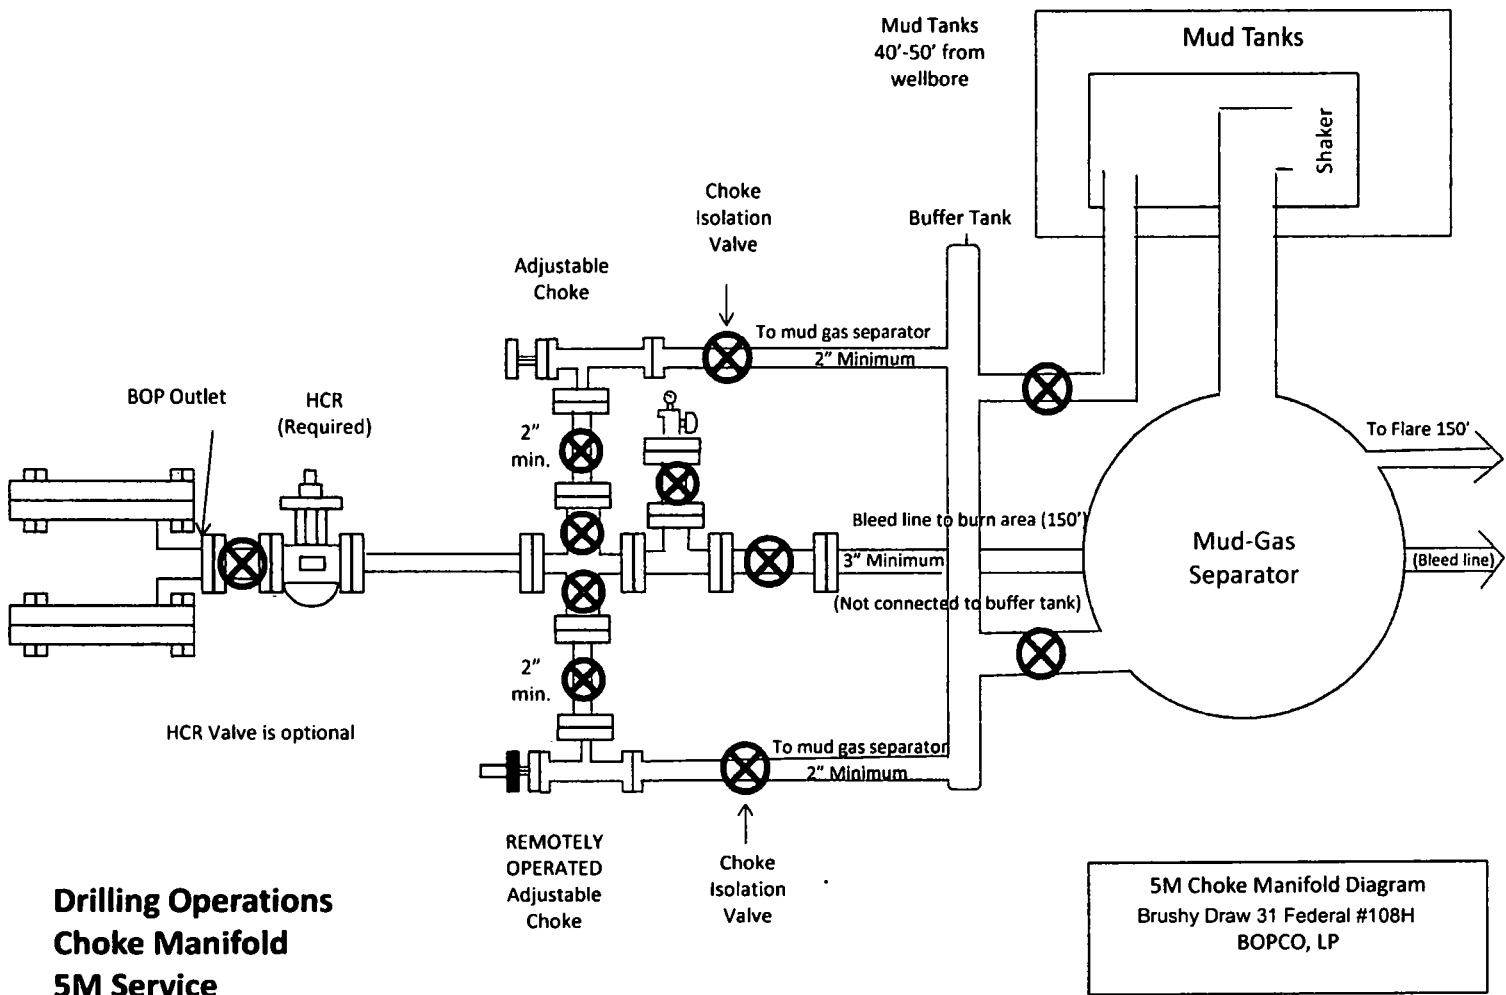 Mud Tanks
40'-50' from
wellbore
Mud Tanks
Shaker
Choke
Isolation
Valve
Buffer Tank
Adjustable
Choke
To mud gas separator
2" Minimum
BOP Outlet
HCR
(Required)
2"
min.
To Flare 150'
Bleed line to burn area (150')
3" Minimum
Mud-Gas
Separator
(Bleed line)
(Not connected to buffer tank)
2"
min.
HCR Valve is optional
To mud gas separator
2" Minimum
REMOTELY
OPERATED
Adjustable
Choke
Choke
Isolation
Valve
Drilling Operations
Choke Manifold
5M Service
5M Choke Manifold Diagram
Brushy Draw 31 Federal #108H
BOPCO, LP